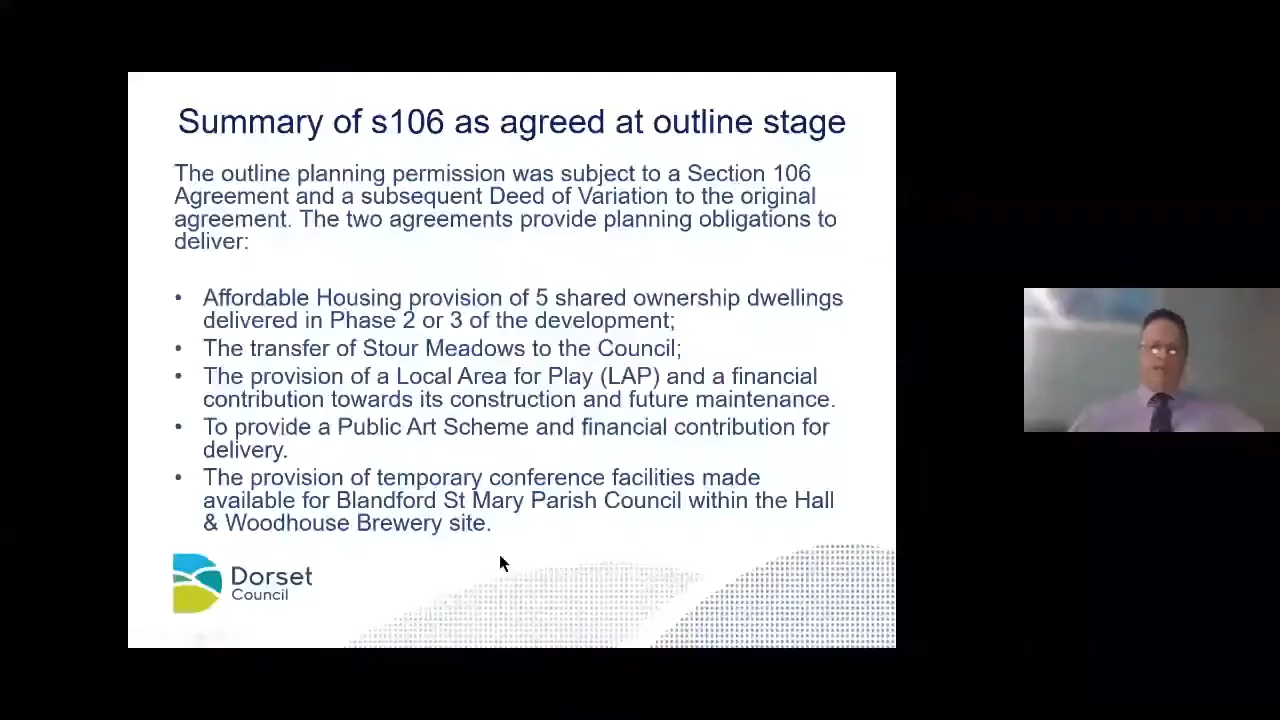 Summary of s106 as agreed at outline stage
The outline planning permission was subject to a Section 106
Agreement and a subsequent Deed of Variation to the original
agreement. The two agreements provide planning obligations to
deliver:
• Affordable Housing provision of 5 shared ownership dwellings
delivered in Phase 2 or 3 of the development;
• The transfer of Stour Meadows to the Council;
• The provision of a Local Area for Play (LAP) and a financial
contribution towards its construction and future maintenance.
• To provide a Public Art Scheme and financial contribution for
delivery.
• The provision of temporary conference facilities made
available for Blandford St Mary Parish Council within the Hall
& Woodhouse Brewery site.
Dorset
Council